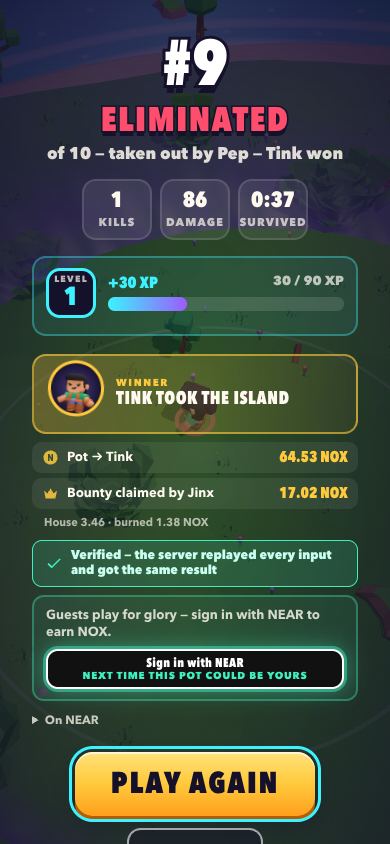 #9
ELIMINATED
of 10 – taken out by Pep – Tink won
1
KILLS
86
DAMAGE
0:37
SURVIVED
LEVEL
1
+30 XP
30 / 90 XP
WINNER
TINK TOOK THE ISLAND
N
Pot → Tink
64.53 NOX
Bounty claimed by Jinx
17.02 NOX
House 3.46 · burned 1.38 NOX
Verified – the server replayed every input
and got the same result
Guests play for glory – sign in with NEAR to
earn NOX.
Sign in with NEAR
NEXT TIME THIS POT COULD BE YOURS
On NEAR
PLAY AGAIN